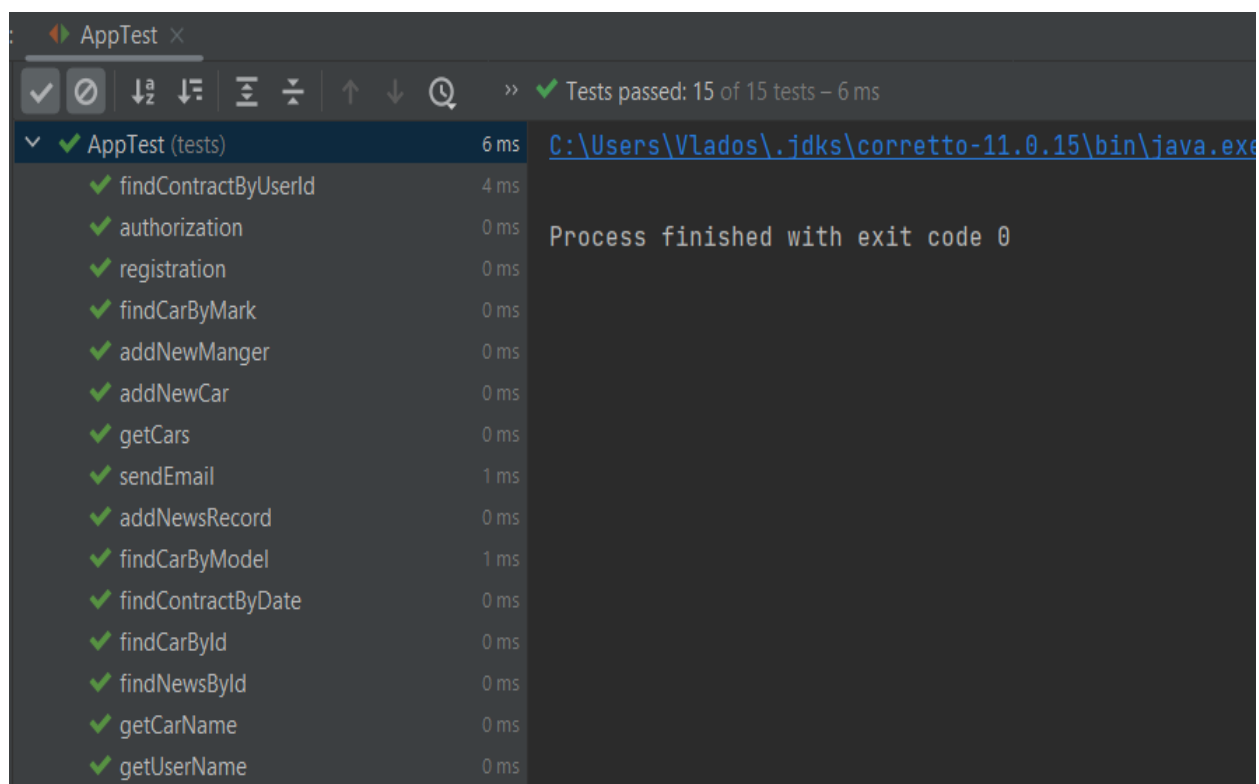 : AppTest ×
» Tests passed: 15 of 15 tests – 6 ms
AppTest (tests) 6 ms
findContractByUserId 4 ms
authorization 0 ms
registration 0 ms
findCarByMark 0 ms
addNewManger 0 ms
addNewCar 0 ms
getCars 0 ms
sendEmail 1 ms
addNewsRecord 0 ms
findCarByModel 1 ms
findContractByDate 0 ms
findCarById 0 ms
findNewsById 0 ms
getCarName 0 ms
getUserName 0 ms
C:\Users\Vlados\.jdks\corretto-11.0.15\bin\java.exe
Process finished with exit code 0